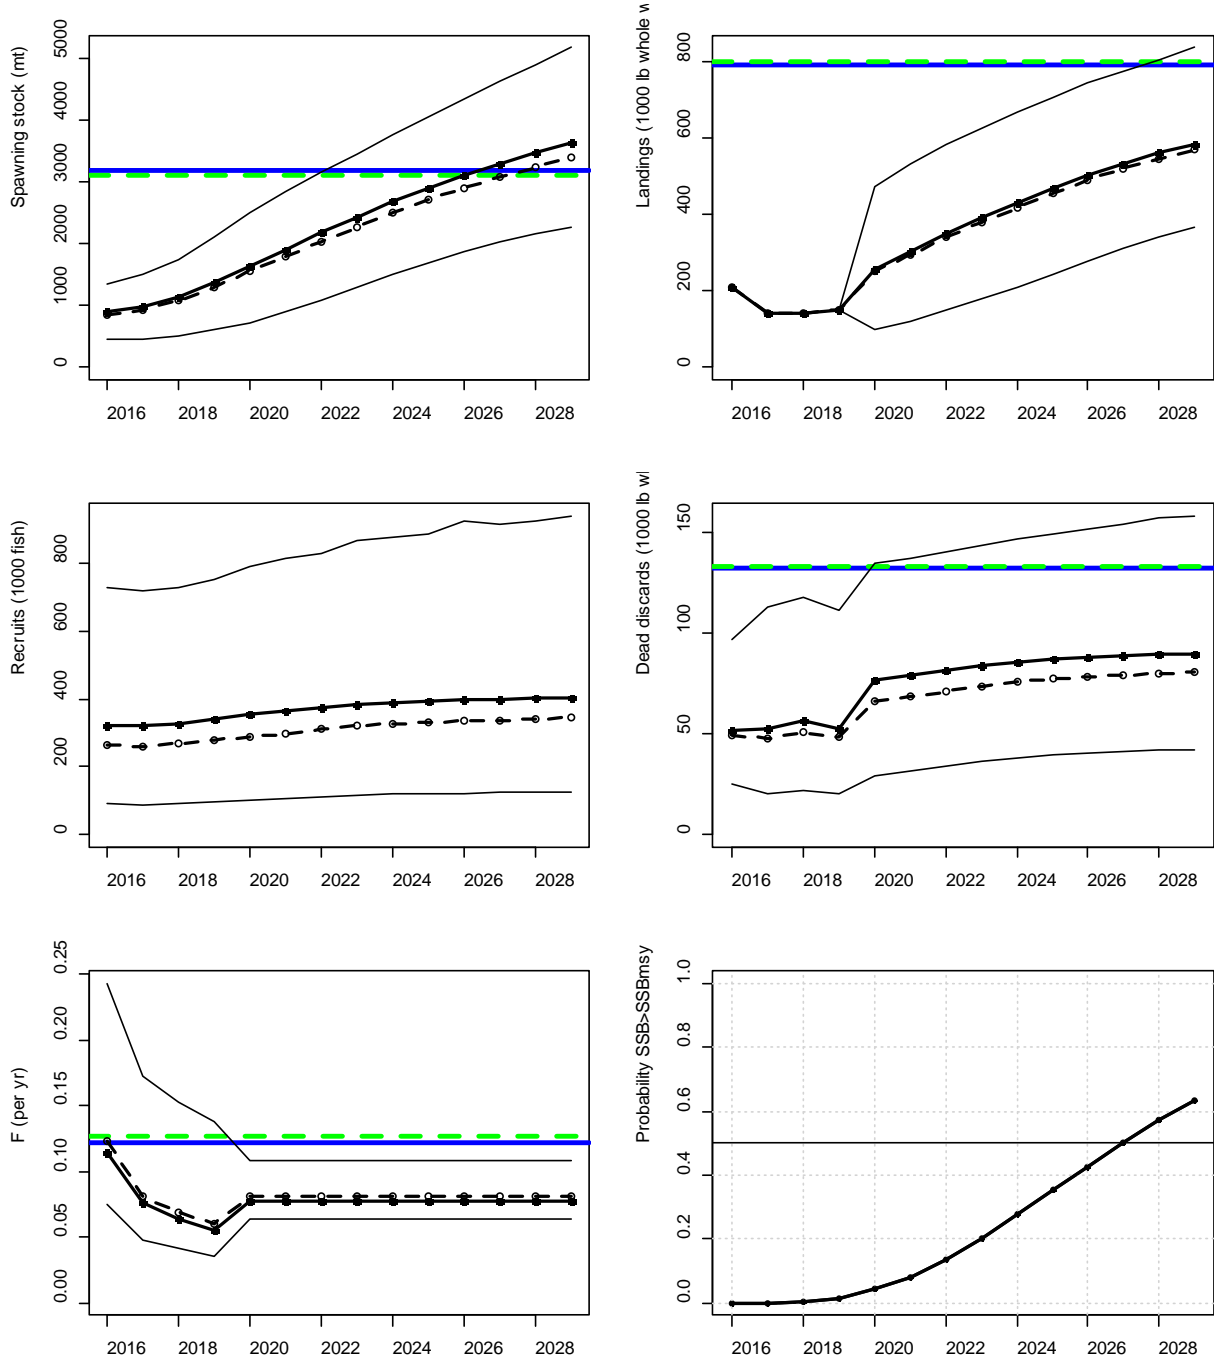 Spawning stock (mt)
0 1000 2000 3000 4000 5000
2016 2018 2020 2022 2024 2026 2028
Landings (1000 lb whole w
0 200 400 600 800
2016 2018 2020 2022 2024 2026 2028
Recruits (1000 fish)
0 200 400 600 800
2016 2018 2020 2022 2024 2026 2028
Dead discards (1000 lb w
0 50 100 150
2016 2018 2020 2022 2024 2026 2028
F (per yr)
0.00 0.05 0.10 0.15 0.20 0.25
2016 2018 2020 2022 2024 2026 2028
Probability SSB>SSBmsy
0.0 0.2 0.4 0.6 0.8 1.0
2016 2018 2020 2022 2024 2026 2028